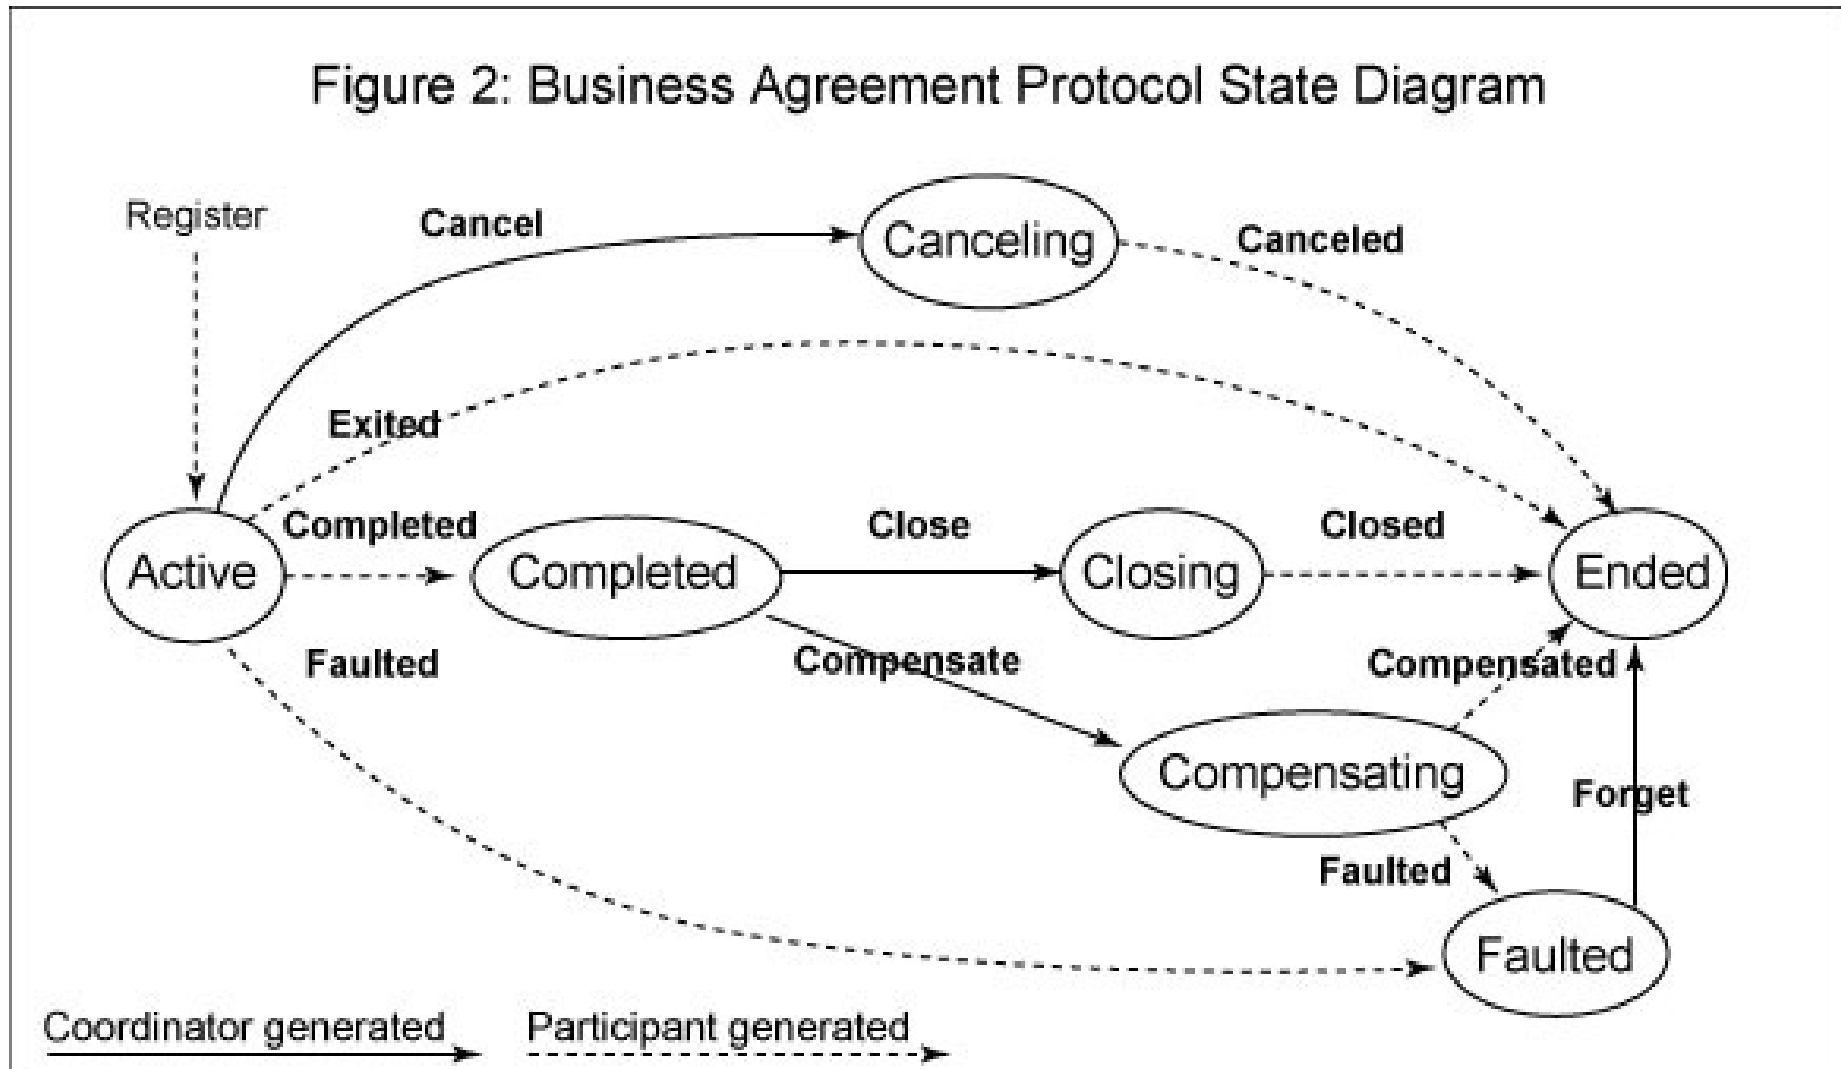 Figure 2: Business Agreement Protocol State Diagram
Register
Cancel
Canceling
Canceled
Exited
Completed
Close
Closed
Active
Completed
Closing
Ended
Faulted
Compensate
Compensated
Compensating
Forget
Faulted
Faulted
Coordinator generated
Participant generated